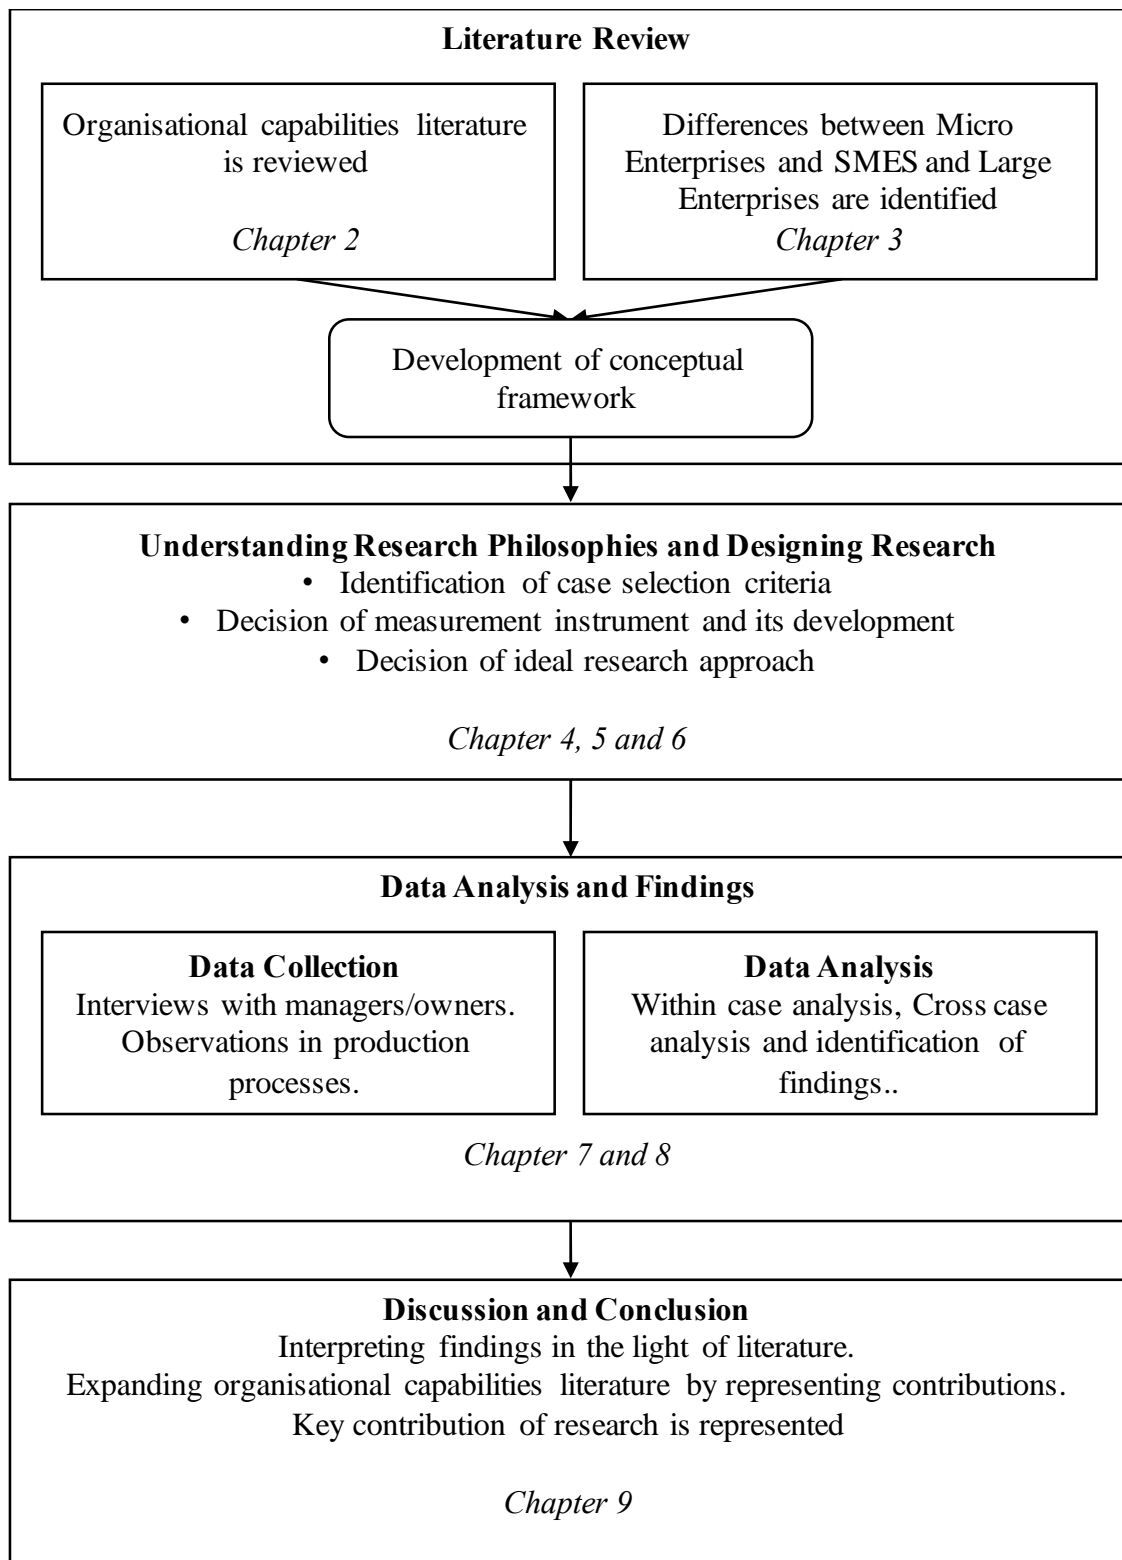 Literature Review
Organisational capabilities literature
is reviewed
Chapter 2
Differences between Micro
Enterprises and SMES and Large
Enterprises are identified
Chapter 3
Development of conceptual
framework
Understanding Research Philosophies and Designing Research
• Identification of case selection criteria
• Decision of measurement instrument and its development
• Decision of ideal research approach
Chapter 4, 5 and 6
Data Analysis and Findings
Data Collection
Interviews with managers/owners.
Observations in production
processes.
Data Analysis
Within case analysis, Cross case
analysis and identification of
findings..
Chapter 7 and 8
Discussion and Conclusion
Interpreting findings in the light of literature.
Expanding organisational capabilities literature by representing contributions.
Key contribution of research is represented
Chapter 9